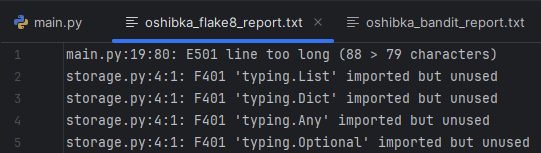 main.py oshibka_flake8_report.txt × oshibka_bandit_report.txt
1 main.py:19:80: E501 line too long (88 > 79 characters)
2 storage.py:4:1: F401 'typing.List' imported but unused
3 storage.py:4:1: F401 'typing.Dict' imported but unused
4 storage.py:4:1: F401 'typing.Any' imported but unused
5 storage.py:4:1: F401 'typing.Optional' imported but unused